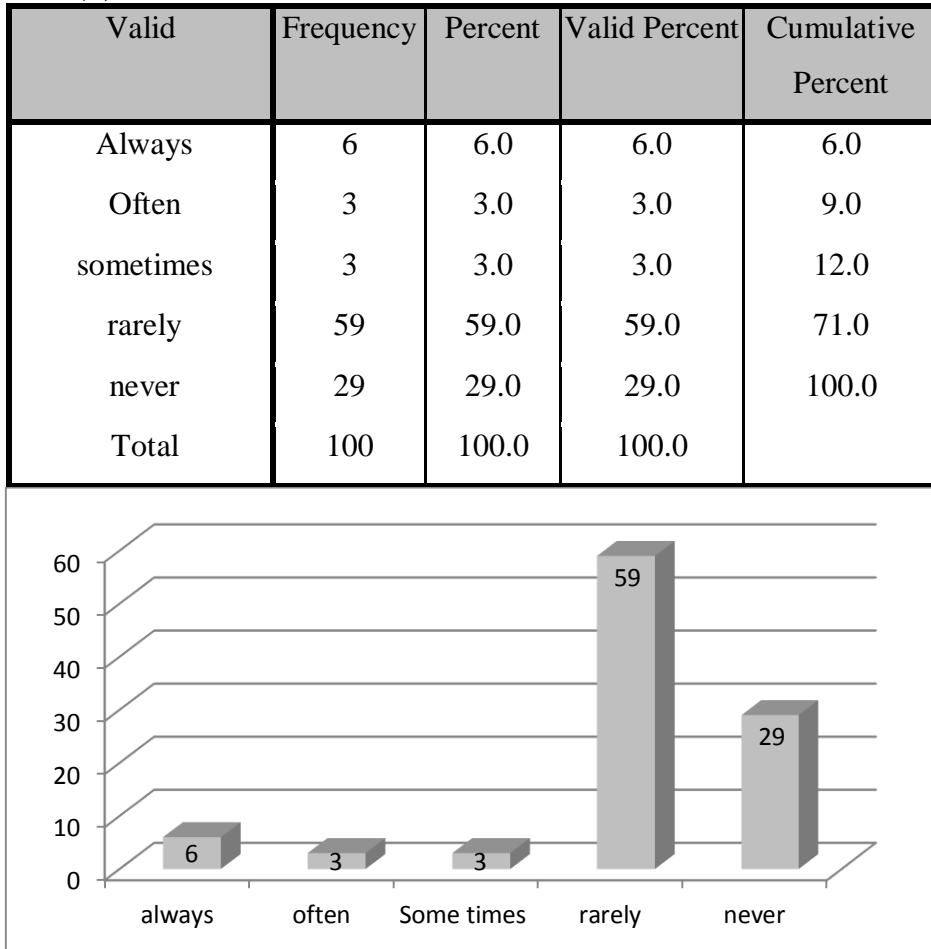 Valid Frequency Percent Valid Percent Cumulative
Percent
Always 6 6.0 6.0 6.0
Often 3 3.0 3.0 9.0
sometimes 3 3.0 3.0 12.0
rarely 59 59.0 59.0 71.0
never 29 29.0 29.0 100.0
Total 100 100.0 100.0
60
50
40
30
20
10
0
6
3
3
59
29
always often Some times rarely never